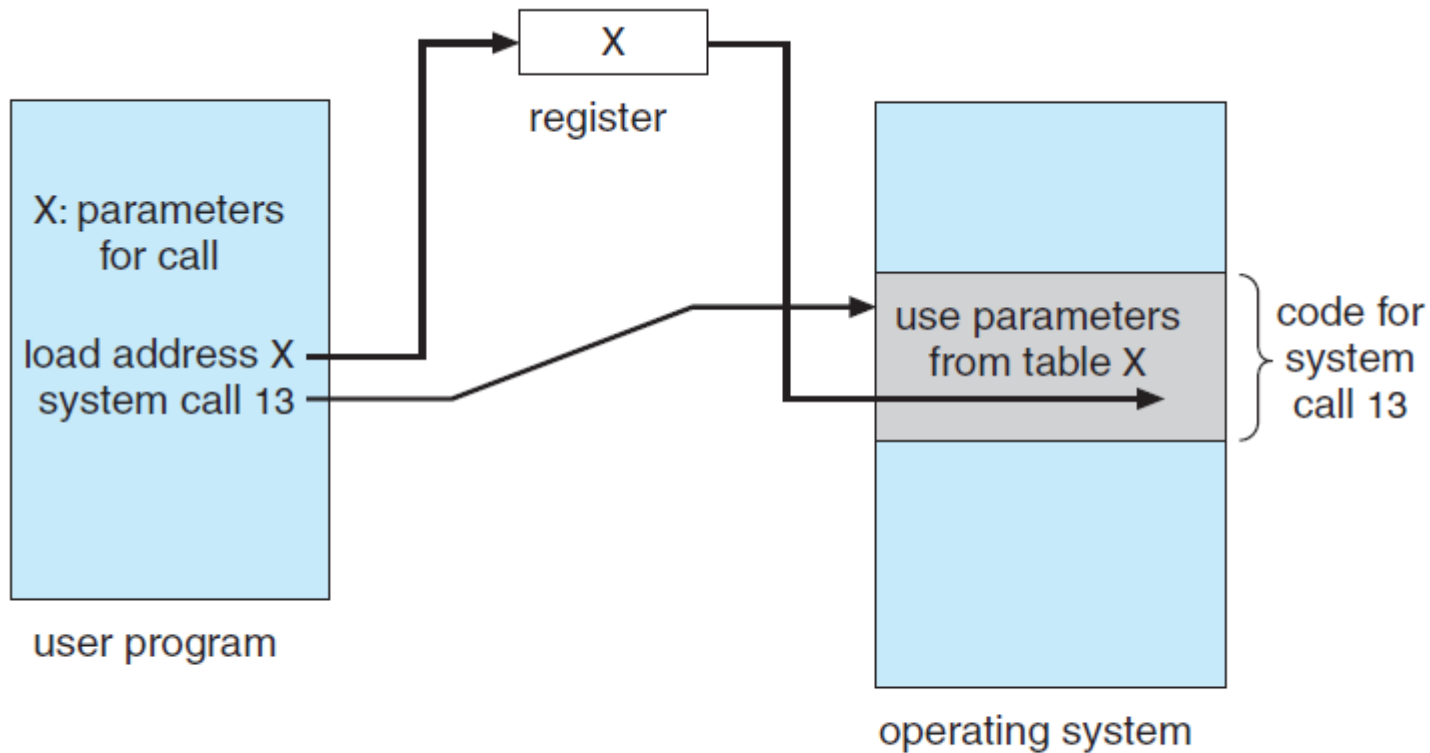 X
register
X: parameters
for call
load address X
system call 13
user program
use parameters
from table X
code for
system
call 13
operating system